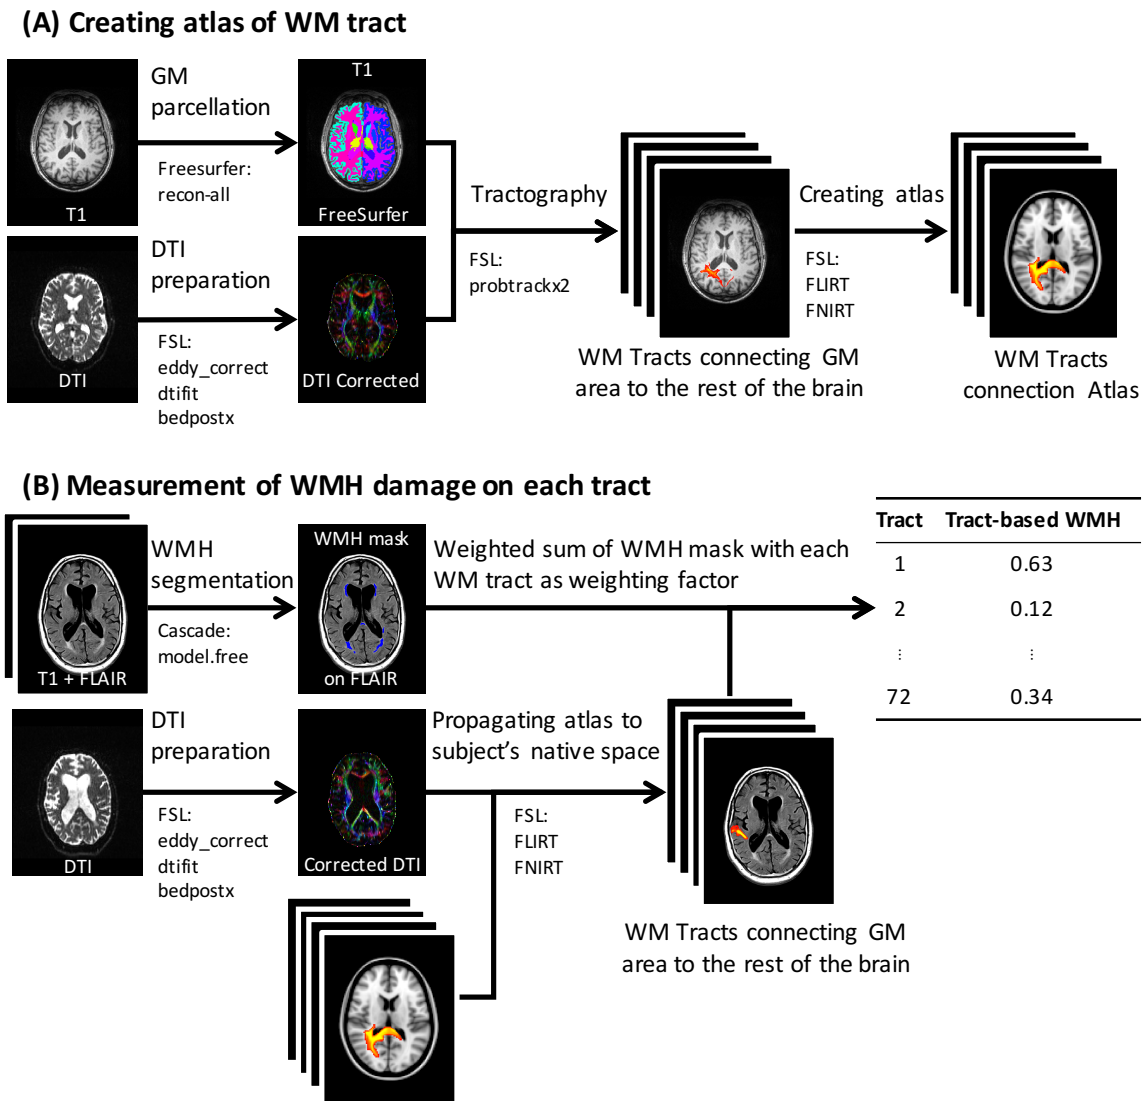 (A) Creating atlas of WM tract
GM
parcellation
Freesurfer:
recon-all
T1
T1
FreeSurfer
DTI
preparation
FSL:
eddy_correct
dtifit
bedpostx
DTI
DTI Corrected
Tractography
FSL:
probtrackx2
WM Tracts connecting GM
area to the rest of the brain
Creating atlas
FSL:
FLIRT
FNIRT
WM Tracts
connection Atlas
(B) Measurement of WMH damage on each tract
WMH
segmentation
Cascade:
model.free
T1 + FLAIR
WMH mask
on FLAIR
Weighted sum of WMH mask with each
WM tract as weighting factor
Tract Tract-based WMH
1 0.63
2 0.12
⋮ ⋮
72 0.34
DTI
preparation
FSL:
eddy_correct
dtifit
bedpostx
DTI
Corrected DTI
Propagating atlas to
subject's native space
FSL:
FLIRT
FNIRT
WM Tracts connecting GM
area to the rest of the brain